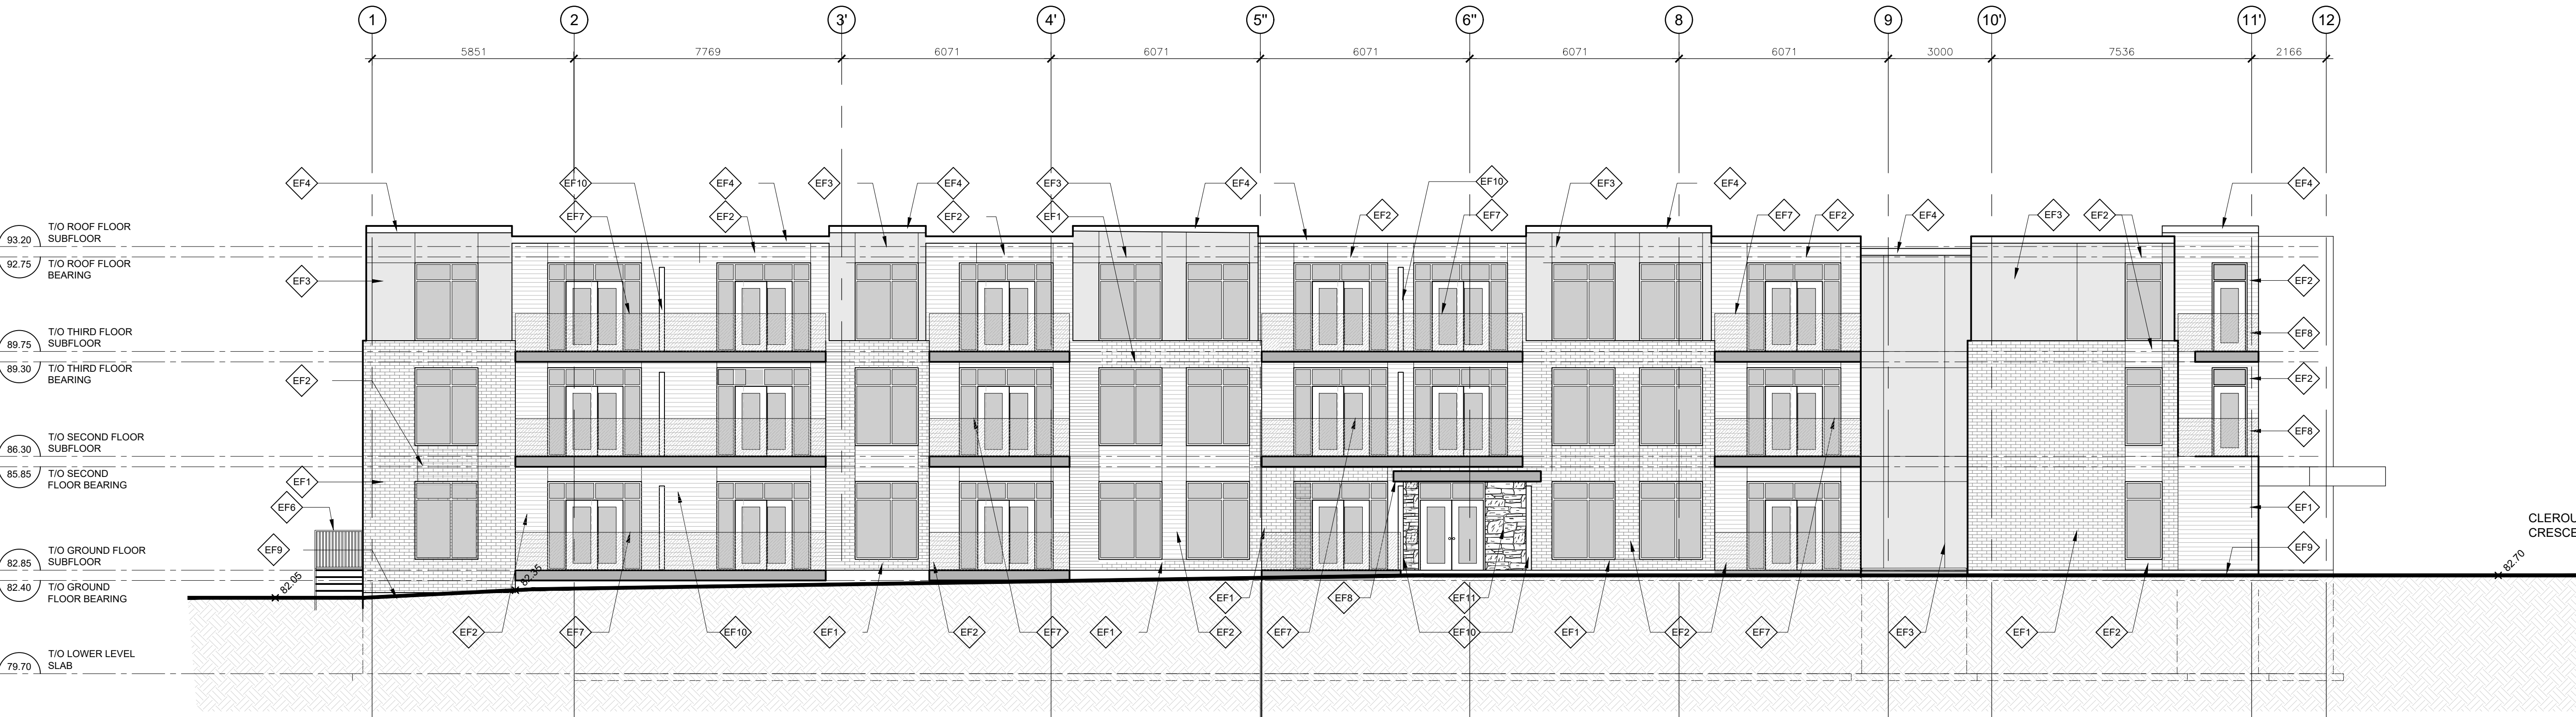 1 2 3' 4' 5" 6" 8 9 10' 11' 12
5851 7769 6071 6071 6071 6071 6071 3000 7536 2166
EF4 EF10 EF4 EF3 EF4 EF3 EF4 EF10 EF3 EF4 EF4
EF7 EF2 EF2 EF1 EF2 EF7 EF7 EF2 EF4 EF3 EF2
93.20 T/O ROOF FLOOR
SUBFLOOR
92.75 T/O ROOF FLOOR
BEARING
EF3 EF2
89.75 T/O THIRD FLOOR
SUBFLOOR
EF8
89.30 T/O THIRD FLOOR
BEARING
EF2 EF2
86.30 T/O SECOND FLOOR
SUBFLOOR
EF8
85.85 T/O SECOND
FLOOR BEARING
EF1
EF6 EF1
CLEROU
CRESCE
EF9 EF9
82.85 T/O GROUND FLOOR
SUBFLOOR
82.40 T/O GROUND
FLOOR BEARING
82.05 82.35 82.70
EF1 EF8 EF11
EF2 EF7 EF10 EF1 EF2 EF7 EF1 EF2 EF7 EF10 EF1 EF2 EF7 EF3 EF1 EF2
79.70 T/O LOWER LEVEL
SLAB